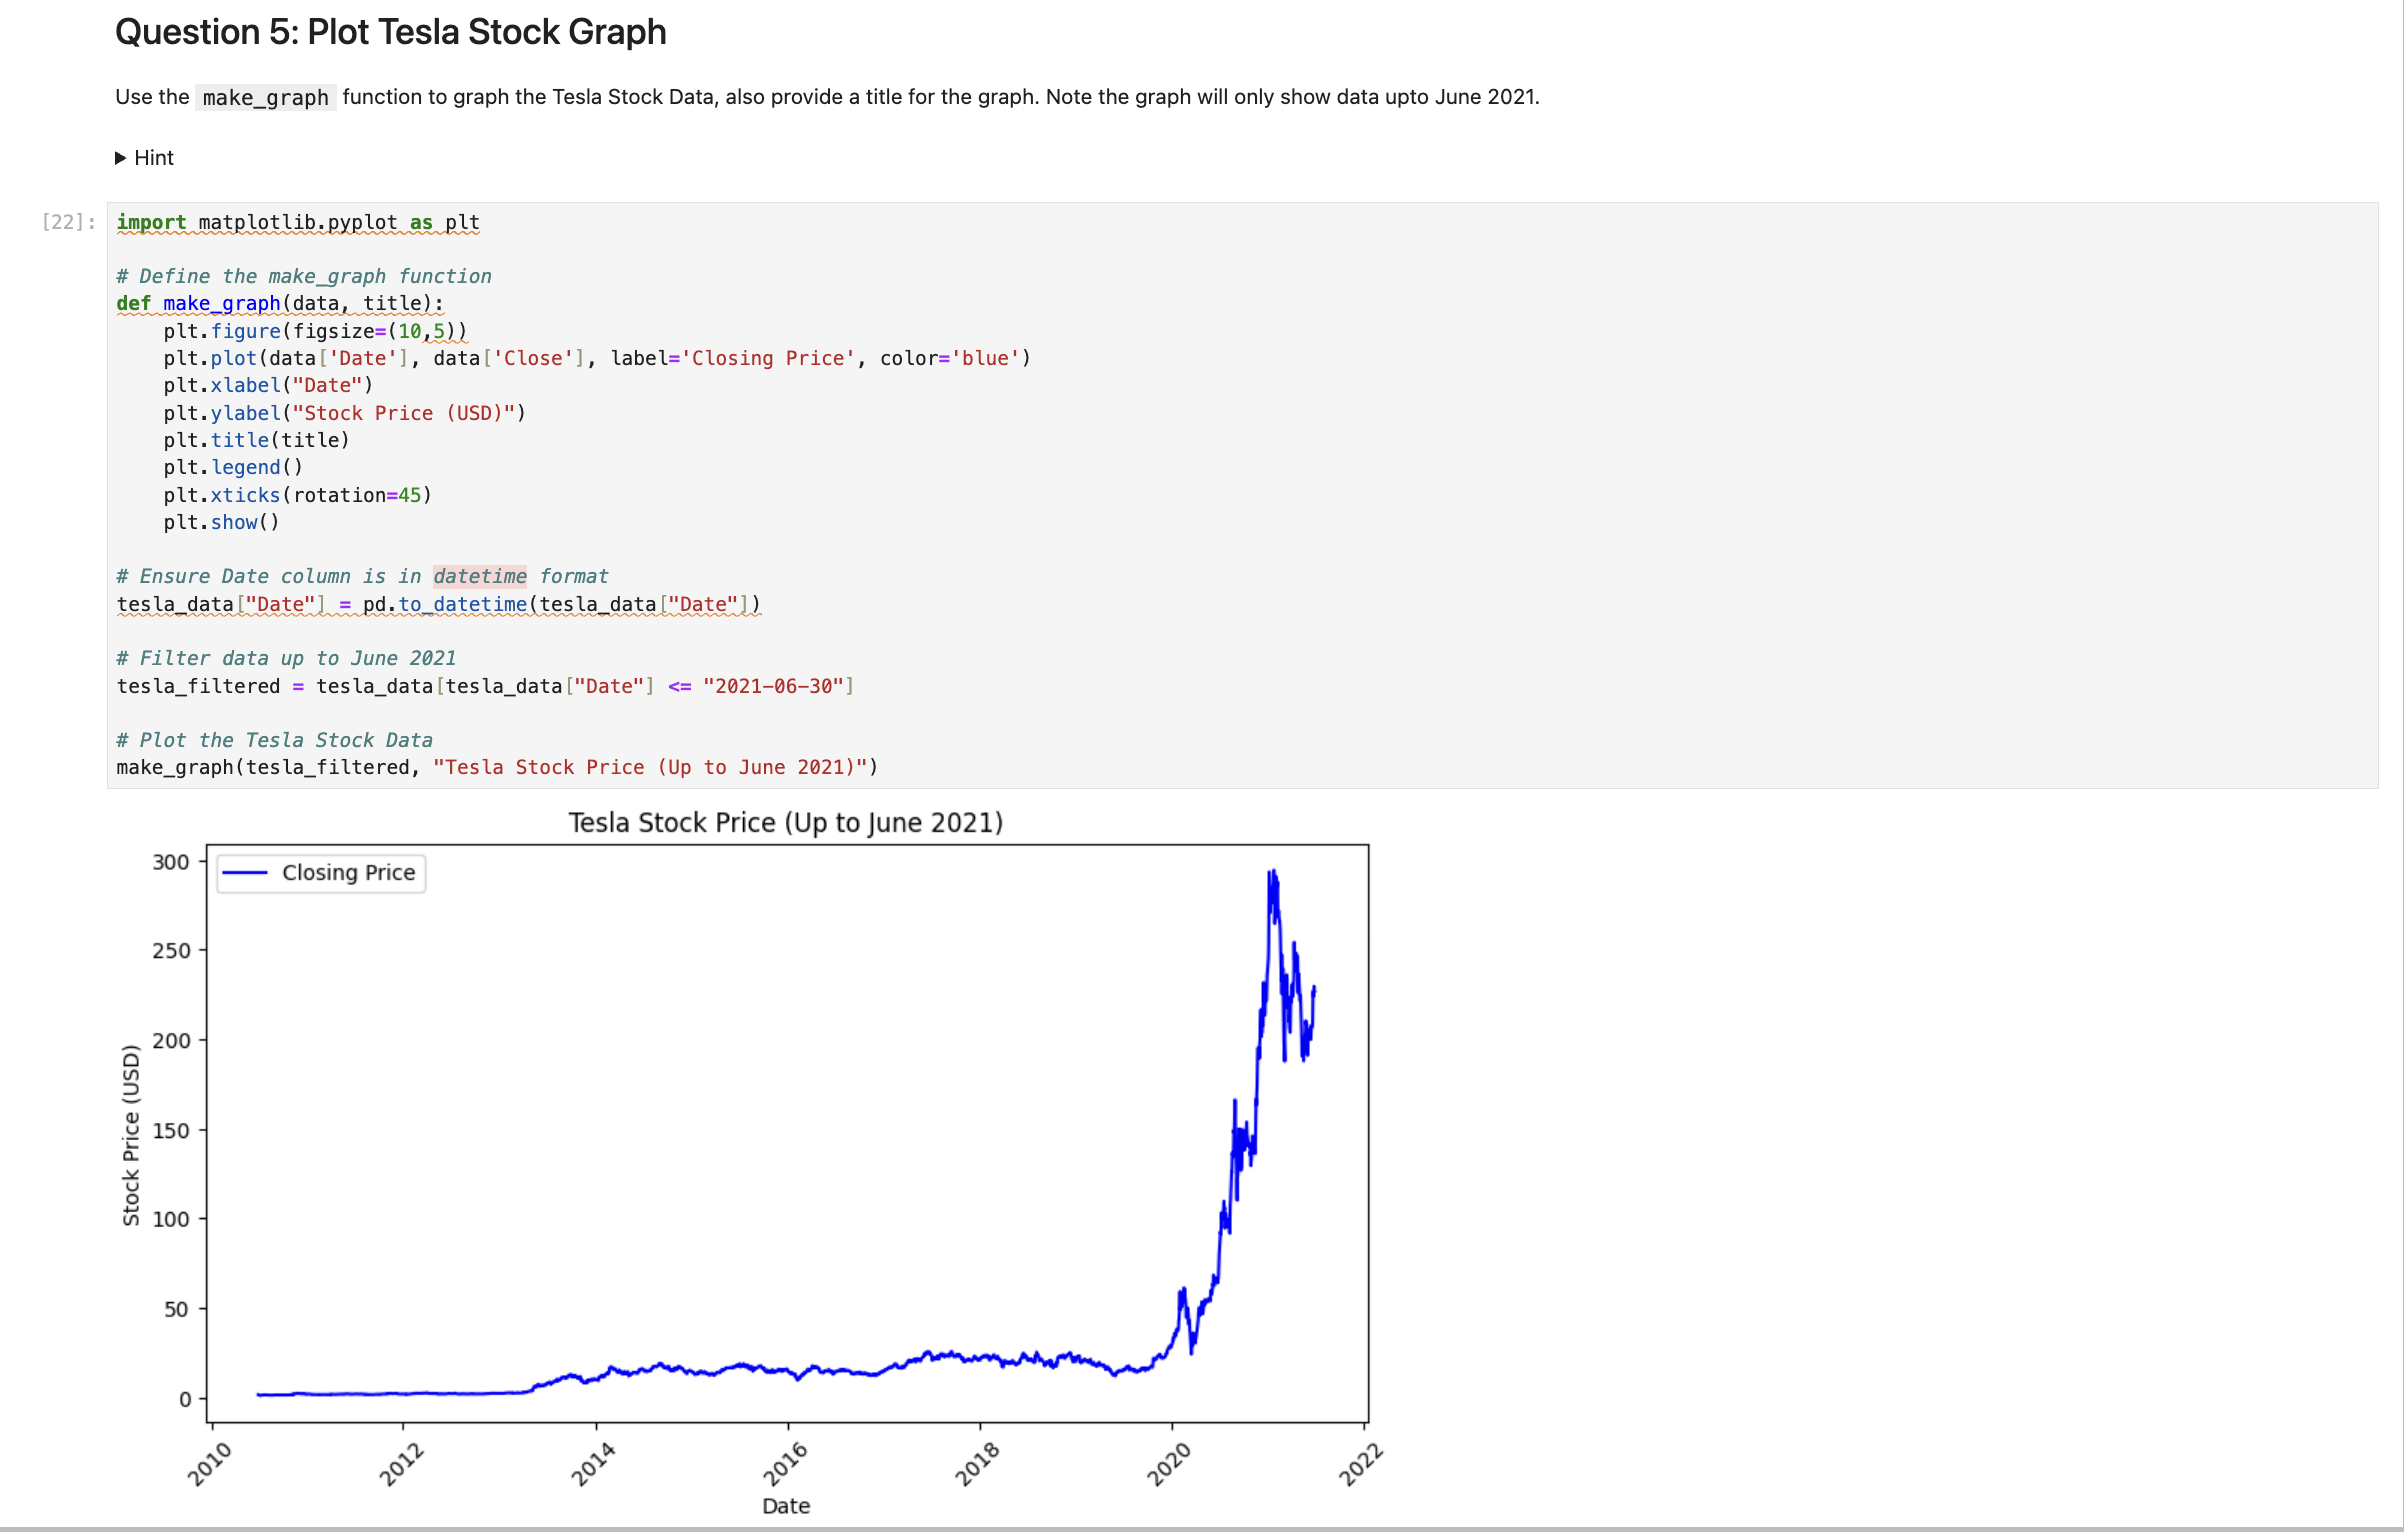 Question 5: Plot Tesla Stock Graph
Use the make_graph function to graph the Tesla Stock Data, also provide a title for the graph. Note the graph will only show data upto June 2021.
Hint
[22]:
import matplotlib.pyplot as plt
# Define the make_graph function
def make_graph(data, title):
    plt.figure(figsize=(10,5))
    plt.plot(data['Date'], data['Close'], label='Closing Price', color='blue')
    plt.xlabel("Date")
    plt.ylabel("Stock Price (USD)")
    plt.title(title)
    plt.legend()
    plt.xticks(rotation=45)
    plt.show()
# Ensure Date column is in datetime format
tesla_data["Date"] = pd.to_datetime(tesla_data["Date"])
# Filter data up to June 2021
tesla_filtered = tesla_data[tesla_data["Date"] <= "2021-06-30"]
# Plot the Tesla Stock Data
make_graph(tesla_filtered, "Tesla Stock Price (Up to June 2021)")
Tesla Stock Price (Up to June 2021)
Closing Price
300
250
200
150
100
50
0
Stock Price (USD)
2010
2012
2014
2016
2018
2020
2022
Date